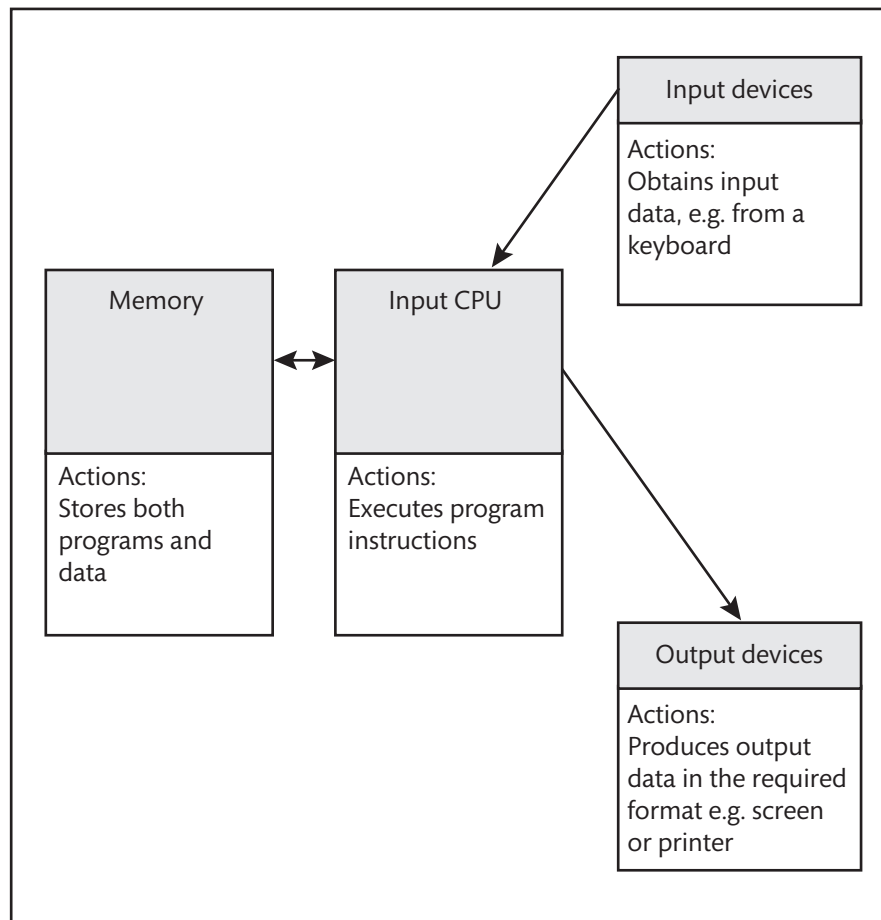 Input devices
Actions:
Obtains input
data, e.g. from a
keyboard
Memory
Actions:
Stores both
programs and
data
Input CPU
Actions:
Executes program
instructions
Output devices
Actions:
Produces output
data in the required
format e.g. screen
or printer